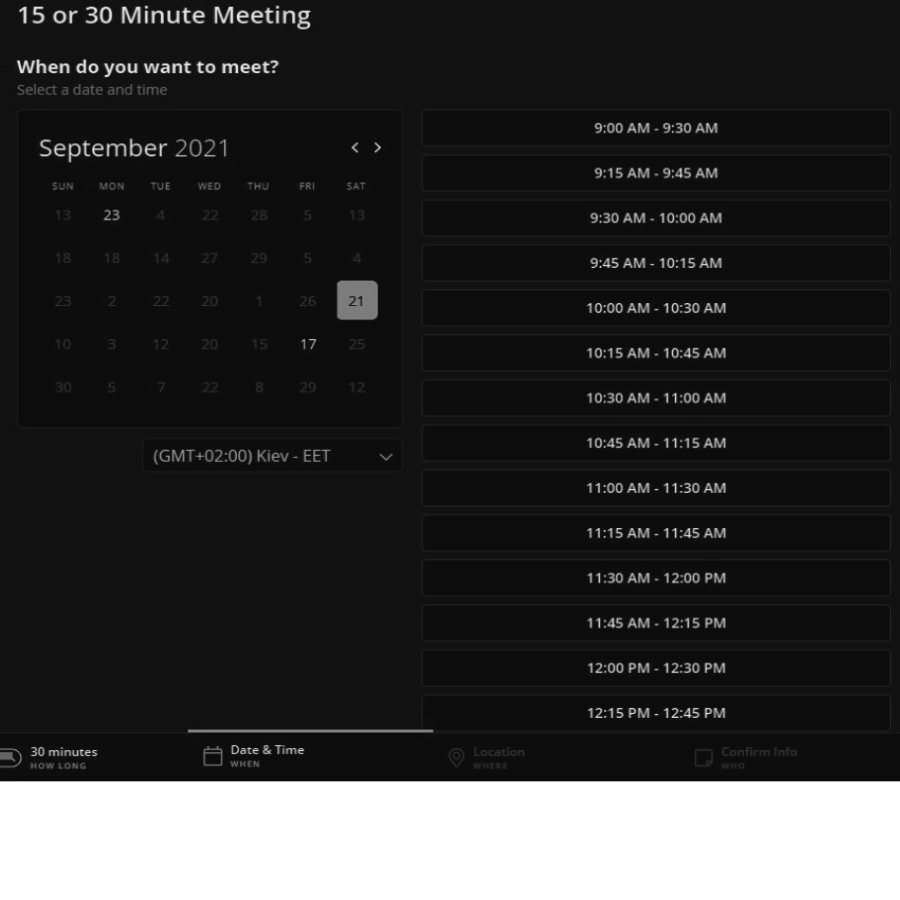 15 or 30 Minute Meeting
When do you want to meet?
Select a date and time
September 2021
SUN MON TUE WED THU FRI SAT
13 23 4 22 28 5 13
18 18 14 27 29 5 4
23 2 22 20 1 26 21
10 3 12 20 15 17 25
30 5 7 22 8 29 12
(GMT+02:00) Kiev - EET
9:00 AM - 9:30 AM
9:15 AM - 9:45 AM
9:30 AM - 10:00 AM
9:45 AM - 10:15 AM
10:00 AM - 10:30 AM
10:15 AM - 10:45 AM
10:30 AM - 11:00 AM
10:45 AM - 11:15 AM
11:00 AM - 11:30 AM
11:15 AM - 11:45 AM
11:30 AM - 12:00 PM
11:45 AM - 12:15 PM
12:00 PM - 12:30 PM
12:15 PM - 12:45 PM
30 minutes
HOW LONG
Date & Time
WHEN
Location
WHERE
Confirm Info
WHO